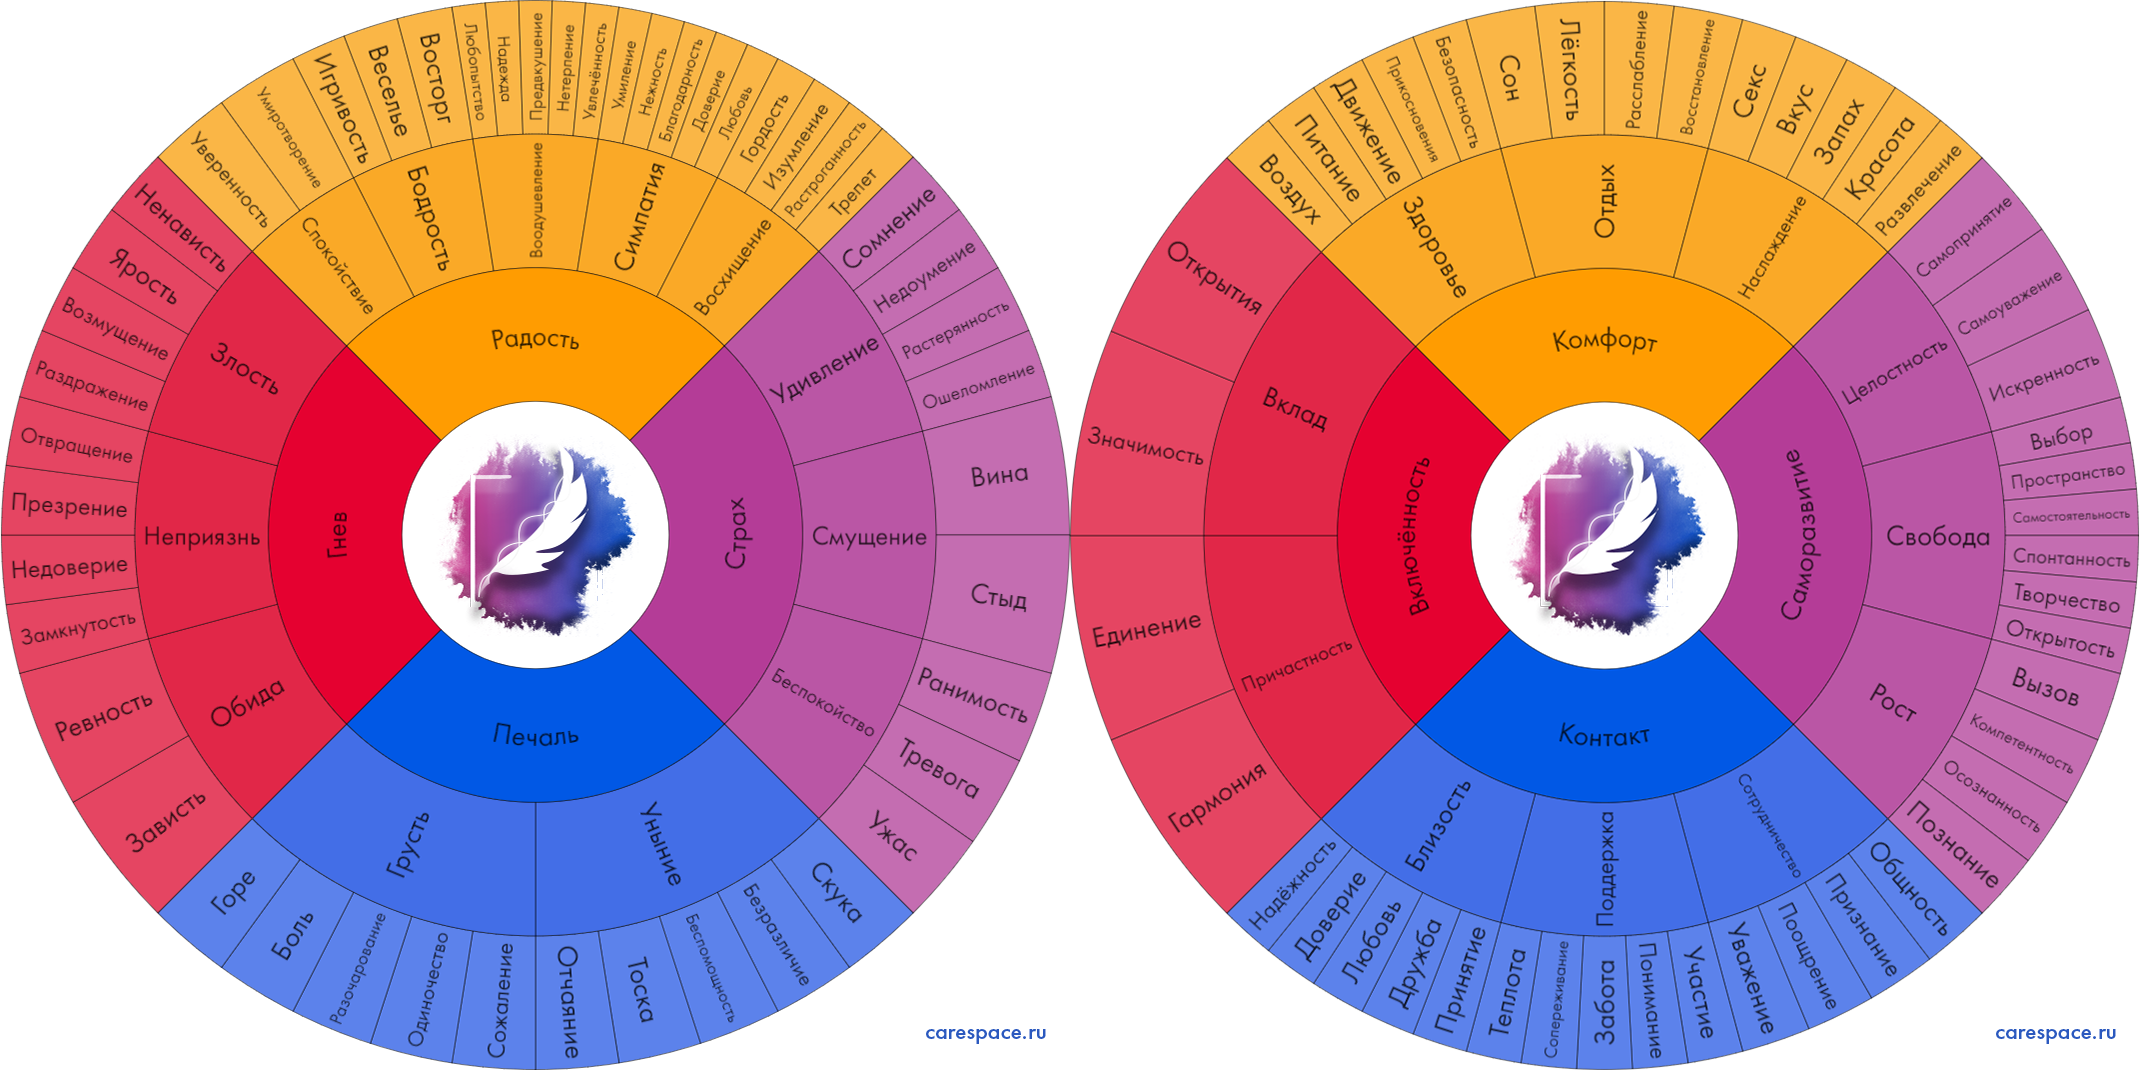 Радость
Спокойствие
Уверенность
Умиротворение
Бодрость
Игривость
Веселье
Восторг
Воодушевление
Любопытство
Надежда
Предвкушение
Нетерпение
Увлечённость
Симпатия
Умиление
Нежность
Благодарность
Доверие
Любовь
Восхищение
Гордость
Изумление
Растроганность
Трепет
Страх
Удивление
Сомнение
Недоумение
Растерянность
Ошеломление
Смущение
Вина
Стыд
Беспокойство
Ранимость
Тревога
Ужас
Печаль
Уныние
Скука
Безразличие
Беспомощность
Тоска
Отчаяние
Грусть
Сожаление
Одиночество
Разочарование
Боль
Горе
Гнев
Обида
Зависть
Ревность
Неприязнь
Замкнутость
Недоверие
Презрение
Отвращение
Злость
Раздражение
Возмущение
Ярость
Ненависть
carespace.ru
Комфорт
Здоровье
Воздух
Питание
Движение
Прикосновения
Безопасность
Отдых
Сон
Лёгкость
Расслабление
Восстановление
Наслаждение
Секс
Вкус
Запах
Красота
Развлечение
Саморазвитие
Целостность
Самопринятие
Самоуважение
Искренность
Свобода
Выбор
Пространство
Самостоятельность
Спонтанность
Творчество
Открытость
Рост
Вызов
Компетентность
Осознанность
Познание
Контакт
Сотрудничество
Общность
Признание
Поощрение
Уважение
Поддержка
Участие
Понимание
Забота
Сопереживание
Теплота
Близость
Принятие
Дружба
Любовь
Доверие
Надёжность
Включённость
Причастность
Гармония
Единение
Вклад
Значимость
Открытия
carespace.ru